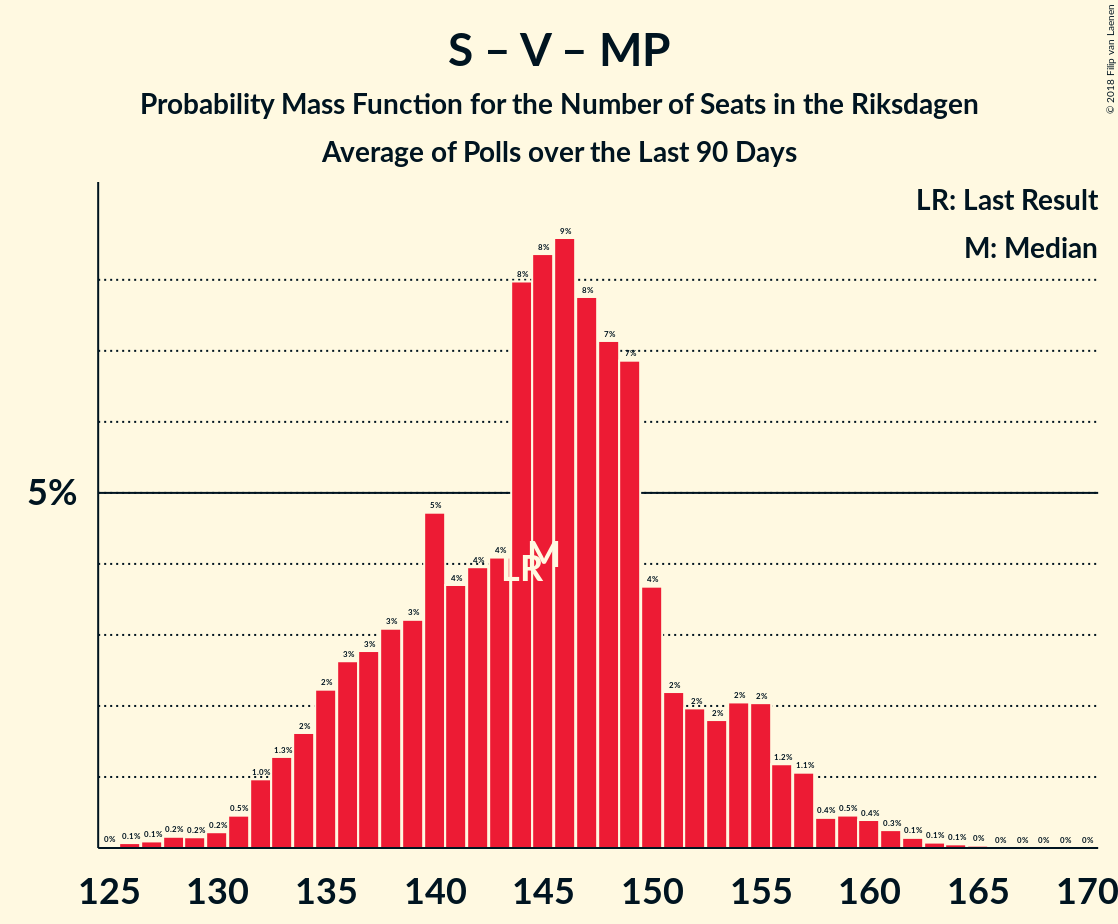 S – V – MP
Probability Mass Function for the Number of Seats in the Riksdagen
Average of Polls over the Last 90 Days
© 2018 Filip van Laenen
LR: Last Result
M: Median
5%
0% 0.1% 0.1% 0.2% 0.2% 0.2% 0.5% 1.0% 1.3% 2% 2% 3% 3% 3% 3% 5% 4% 4% 4% 8% 8% 9% 8% 7% 7% 4% 2% 2% 2% 2% 2% 1.2% 1.1% 0.4% 0.5% 0.4% 0.3% 0.1% 0.1% 0.1% 0% 0% 0% 0% 0% 0%
LR M
125 130 135 140 145 150 155 160 165 170